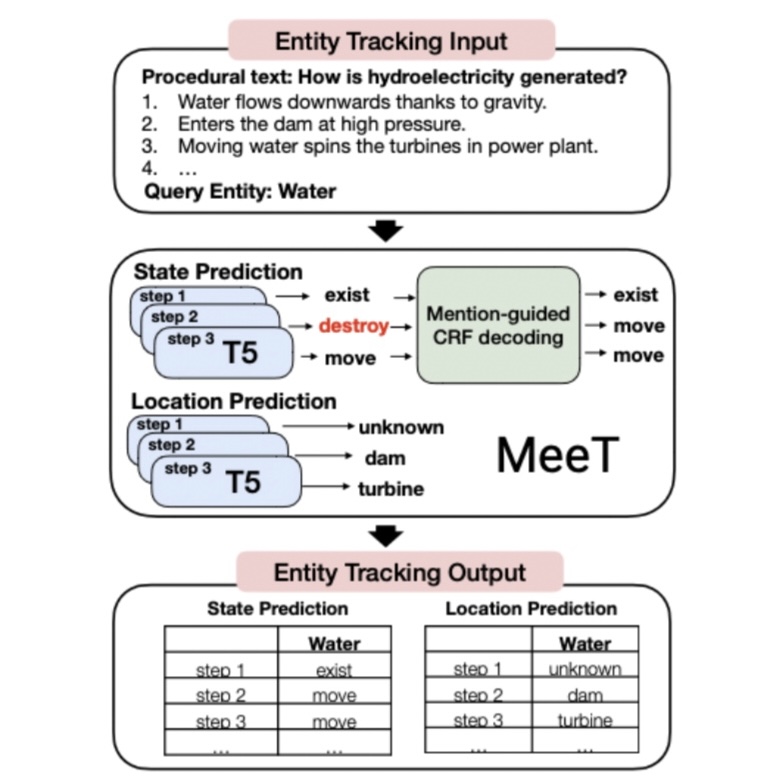 Entity Tracking Input
Procedural text: How is hydroelectricity generated?
1. Water flows downwards thanks to gravity.
2. Enters the dam at high pressure.
3. Moving water spins the turbines in power plant.
4. ...
Query Entity: Water
State Prediction
step 1
step 2
step 3 T5
exist
destroy
move
Mention-guided
CRF decoding
exist
move
move
Location Prediction
step 1
step 2
step 3 T5
unknown
dam
turbine
MeeT
Entity Tracking Output
State Prediction
Water
step 1 exist
step 2 move
step 3 move
... ...
Location Prediction
Water
step 1 unknown
step 2 dam
step 3 turbine
... ...